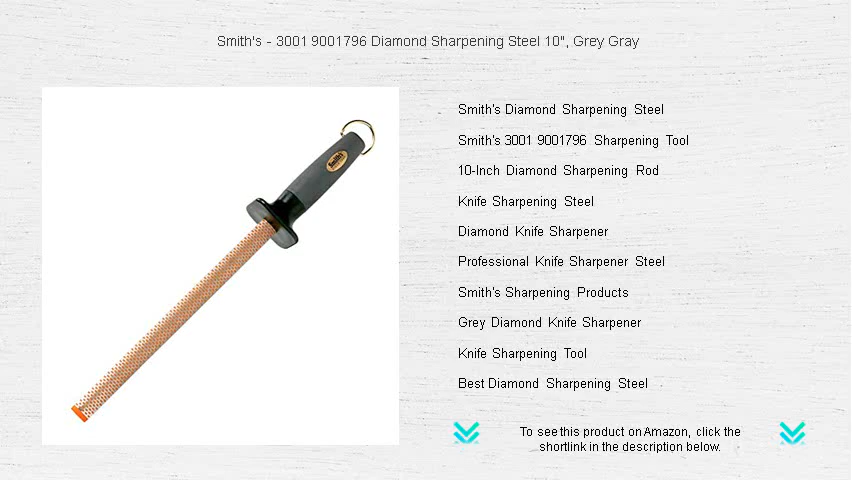 Smith's - 3001 9001796 Diamond Sharpening Steel 10", Grey Gray
Smith's
Smith's Diamond Sharpening Steel
Smith's 3001 9001796 Sharpening Tool
10-Inch Diamond Sharpening Rod
Knife Sharpening Steel
Diamond Knife Sharpener
Professional Knife Sharpener Steel
Smith's Sharpening Products
Grey Diamond Knife Sharpener
Knife Sharpening Tool
Best Diamond Sharpening Steel
To see this product on Amazon, click the
shortlink in the description below.